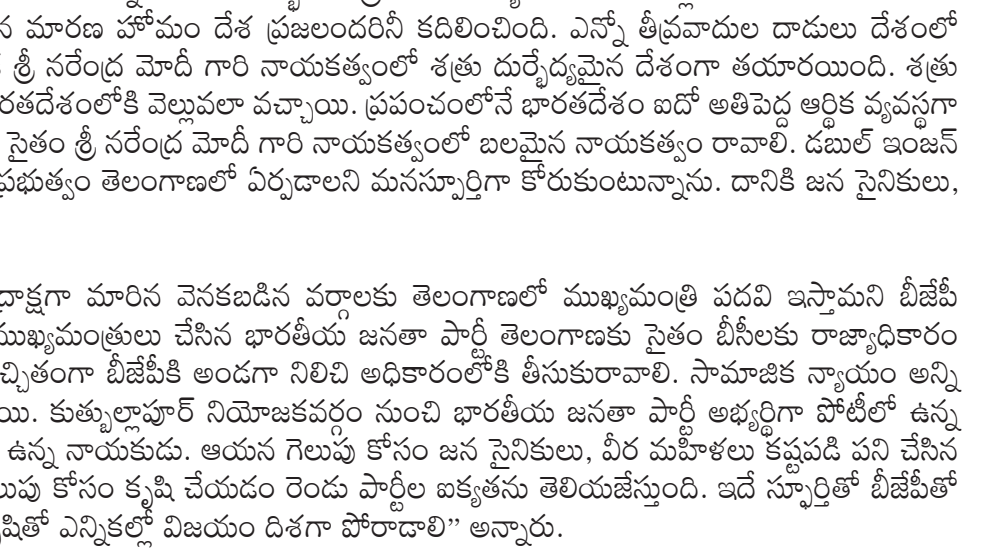 మారణ హోమం దేశ ప్రజలందరినీ కదిలించింది. ఎన్నో తీవ్రవాదుల దాడులు దేశంలో
శ్రీ నరేంద్ర మోదీ గారి నాయకత్వంలో శత్రు దుర్భేద్యమైన దేశంగా తయారయింది. శత్రు
రతదేశంలోకి వెల్లువలా వచ్చాయి. ప్రపంచంలోనే భారతదేశం ఐదో అతిపెద్ద ఆర్థిక వ్యవస్థగా
సైతం శ్రీ నరేంద్ర మోదీ గారి నాయకత్వంలో బలమైన నాయకత్వం రావాలి. డబుల్ ఇంజన్
ప్రభుత్వం తెలంగాణలో ఏర్పడాలని మనస్ఫూర్తిగా కోరుకుంటున్నాను. దానికి జన సైనికులు,
ద్రాక్షగా మారిన వెనకబడిన వర్గాలకు తెలంగాణలో ముఖ్యమంత్రి పదవి ఇస్తామని బీజేపీ
ముఖ్యమంత్రులు చేసిన భారతీయ జనతా పార్టీ తెలంగాణకు సైతం బీసీలకు రాజ్యాధికారం
చ్చితంగా బీజేపీకి అండగా నిలిచి అధికారంలోకి తీసుకురావాలి. సామాజిక న్యాయం అన్ని
యి. కుత్బుల్లాపూర్ నియోజకవర్గం నుంచి భారతీయ జనతా పార్టీ అభ్యర్థిగా పోటీలో ఉన్న
ఉన్న నాయకుడు. ఆయన గెలుపు కోసం జన సైనికులు, వీర మహిళలు కష్టపడి పని చేసిన
లుపు కోసం కృషి చేయడం రెండు పార్టీల ఐక్యతను తెలియజేస్తుంది. ఇదే స్ఫూర్తితో బీజేపీతో
షితో ఎన్నికల్లో విజయం దిశగా పోరాడాలి” అన్నారు.